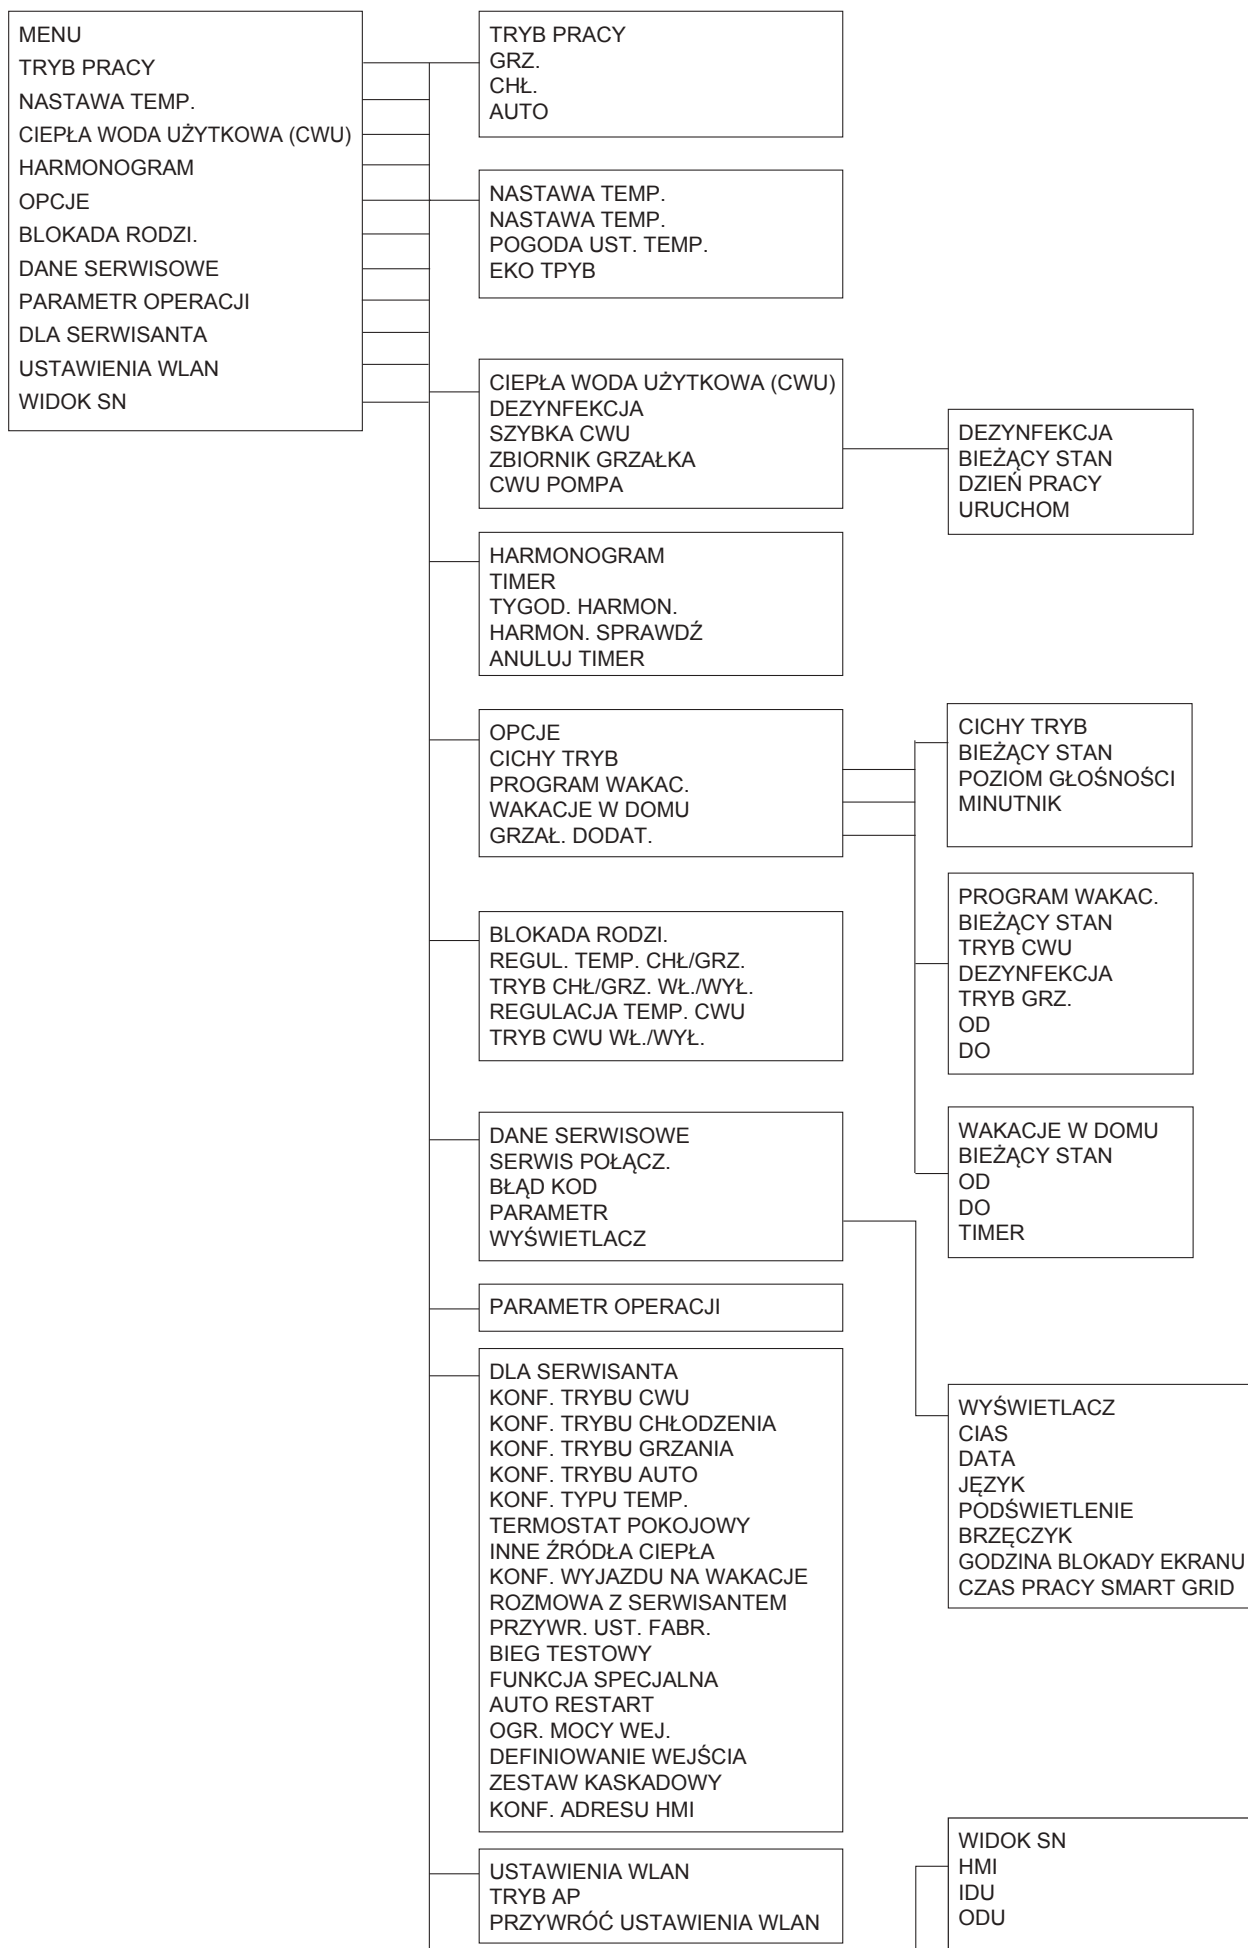 MENU
TRYB PRACY
NASTAWA TEMP.
CIEPŁA WODA UŻYTKOWA (CWU)
HARMONOGRAM
OPCJE
BLOKADA RODZI.
DANE SERWISOWE
PARAMETR OPERACJI
DLA SERWISANTA
USTAWIENIA WLAN
WIDOK SN
TRYB PRACY
GRZ.
CHŁ.
AUTO
NASTAWA TEMP.
NASTAWA TEMP.
POGODA UST. TEMP.
EKO TPYB
CIEPŁA WODA UŻYTKOWA (CWU)
DEZYNFEKCJA
SZYBKA CWU
ZBIORNIK GRZAŁKA
CWU POMPA
DEZYNFEKCJA
BIEŻĄCY STAN
DZIEŃ PRACY
URUCHOM
HARMONOGRAM
TIMER
TYGOD. HARMON.
HARMON. SPRAWDŹ
ANULUJ TIMER
OPCJE
CICHY TRYB
PROGRAM WAKAC.
WAKACJE W DOMU
GRZAŁ. DODAT.
CICHY TRYB
BIEŻĄCY STAN
POZIOM GŁOŚNOŚCI
MINUTNIK
PROGRAM WAKAC.
BIEŻĄCY STAN
TRYB CWU
DEZYNFEKCJA
TRYB GRZ.
OD
DO
WAKACJE W DOMU
BIEŻĄCY STAN
OD
DO
TIMER
BLOKADA RODZI.
REGUL. TEMP. CHŁ/GRZ.
TRYB CHŁ/GRZ. WŁ./WYŁ.
REGULACJA TEMP. CWU
TRYB CWU WŁ./WYŁ.
DANE SERWISOWE
SERWIS POŁĄCZ.
BŁĄD KOD
PARAMETR
WYŚWIETLACZ
WYŚWIETLACZ
CIAS
DATA
JĘZYK
PODŚWIETLENIE
BRZĘCZYK
GODZINA BLOKADY EKRANU
CZAS PRACY SMART GRID
PARAMETR OPERACJI
DLA SERWISANTA
KONF. TRYBU CWU
KONF. TRYBU CHŁODZENIA
KONF. TRYBU GRZANIA
KONF. TRYBU AUTO
KONF. TYPU TEMP.
TERMOSTAT POKOJOWY
INNE ŹRÓDŁA CIEPŁA
KONF. WYJAZDU NA WAKACJE
ROZMOWA Z SERWISANTEM
PRZYWR. UST. FABR.
BIEG TESTOWY
FUNKCJA SPECJALNA
AUTO RESTART
OGR. MOCY WEJ.
DEFINIOWANIE WEJŚCIA
ZESTAW KASKADOWY
KONF. ADRESU HMI
USTAWIENIA WLAN
TRYB AP
PRZYWRÓĆ USTAWIENIA WLAN
WIDOK SN
HMI
IDU
ODU